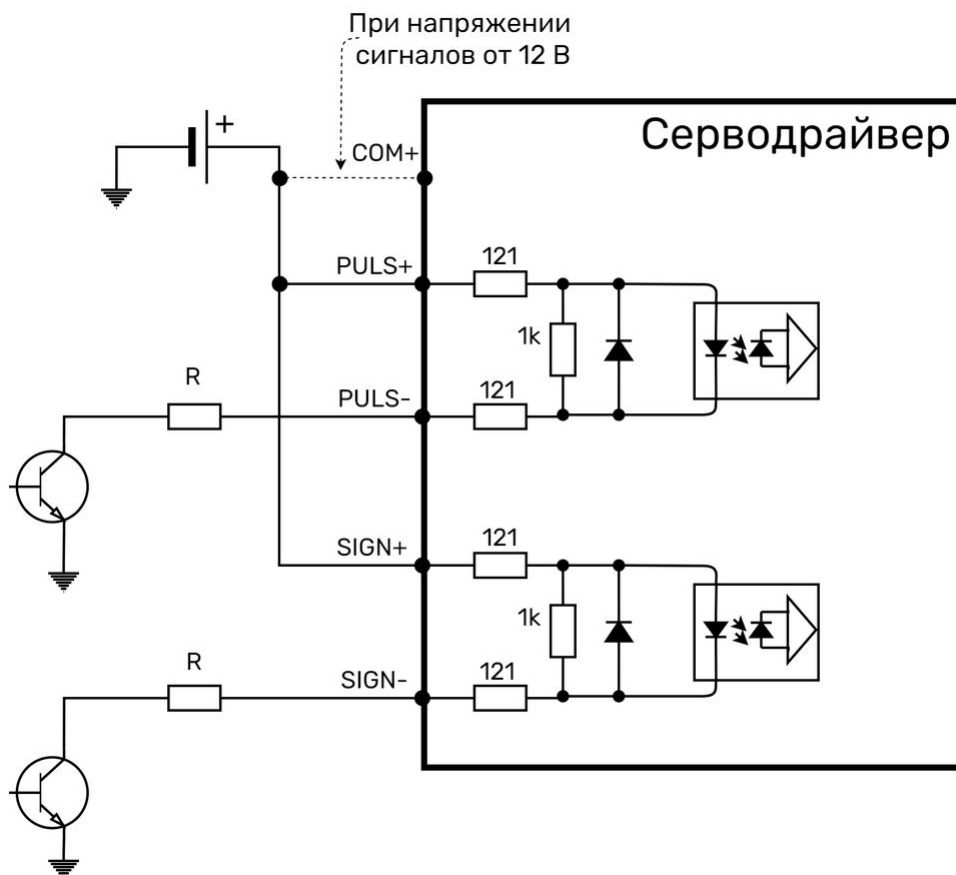 При напряжении
сигналов от 12 В
+
COM+
Серводрайвер
PULS+
121
1k
R
PULS-
121
SIGN+
121
1k
R
SIGN-
121